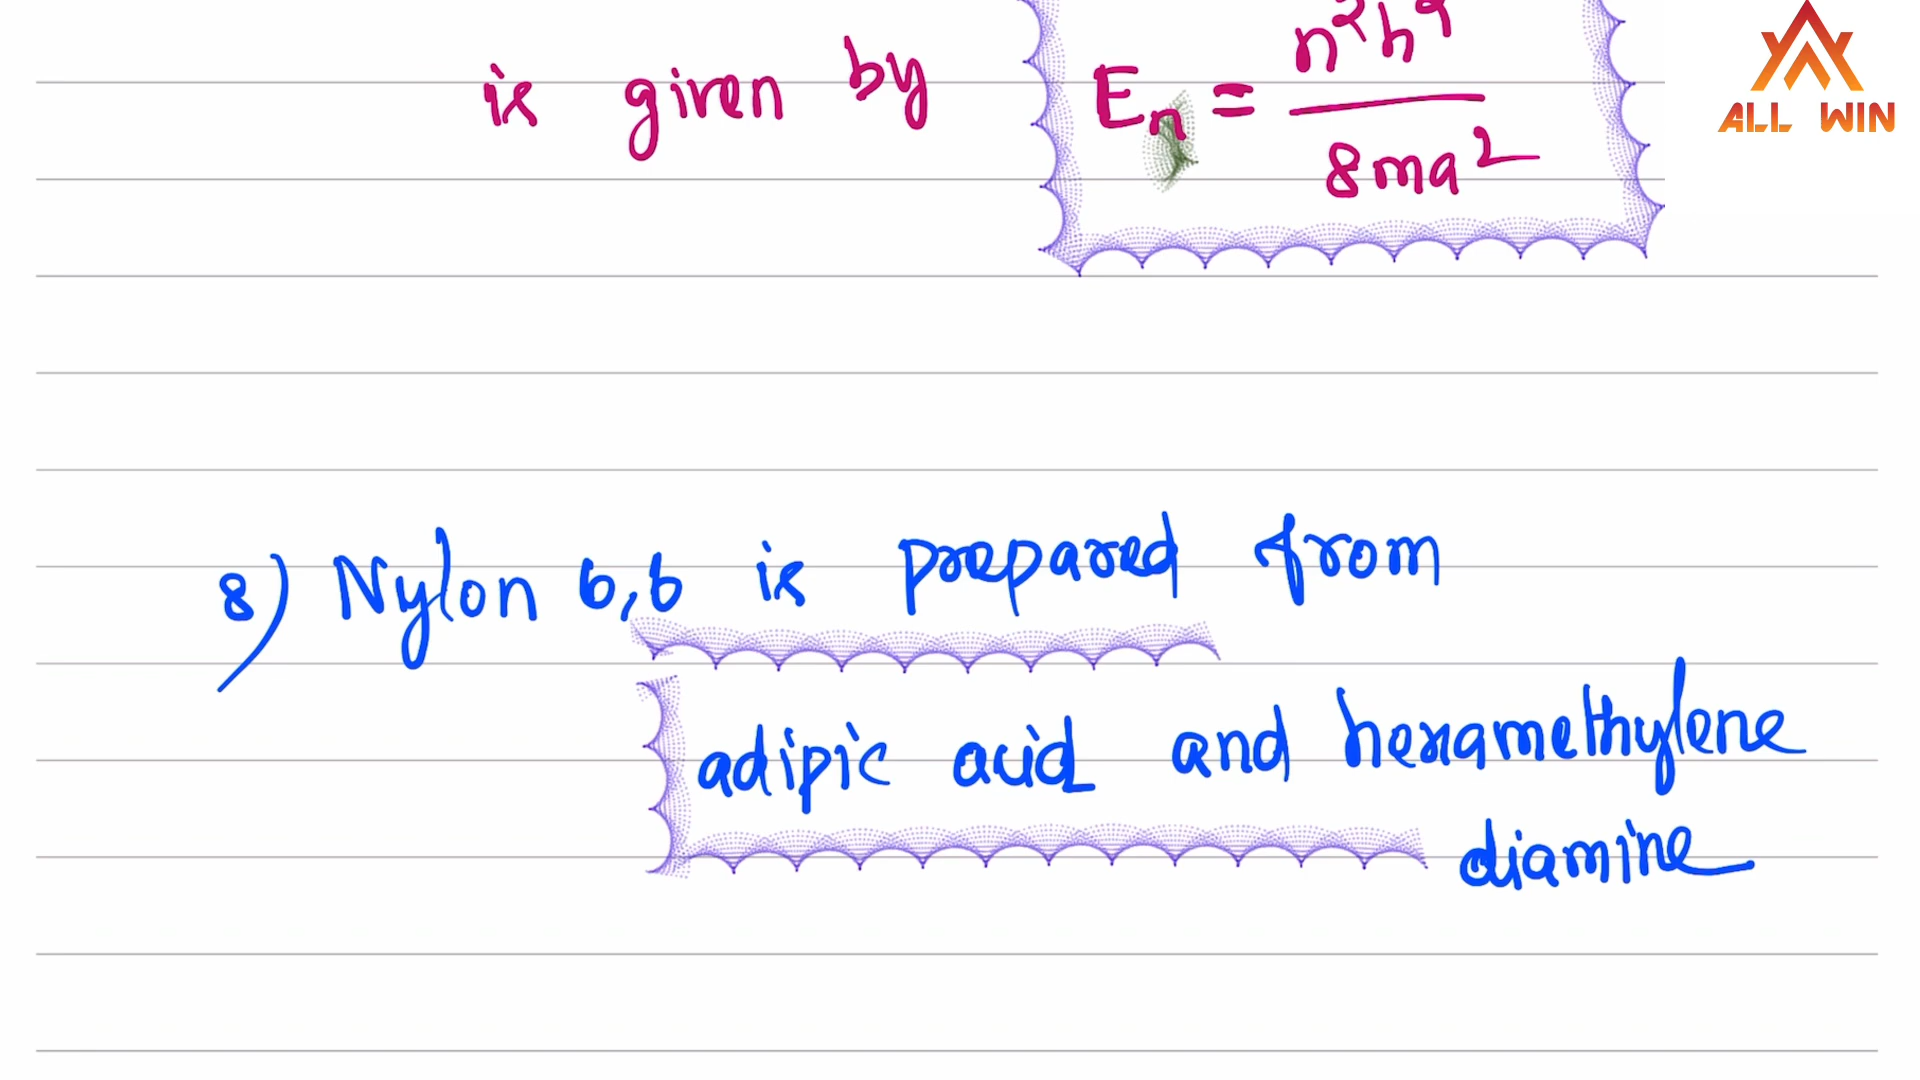 is given by Eₙ = n²h² / 8ma²
ALL WIN
8) Nylon 6,6 is prepared from
adipic acid and hexamethylene
diamine